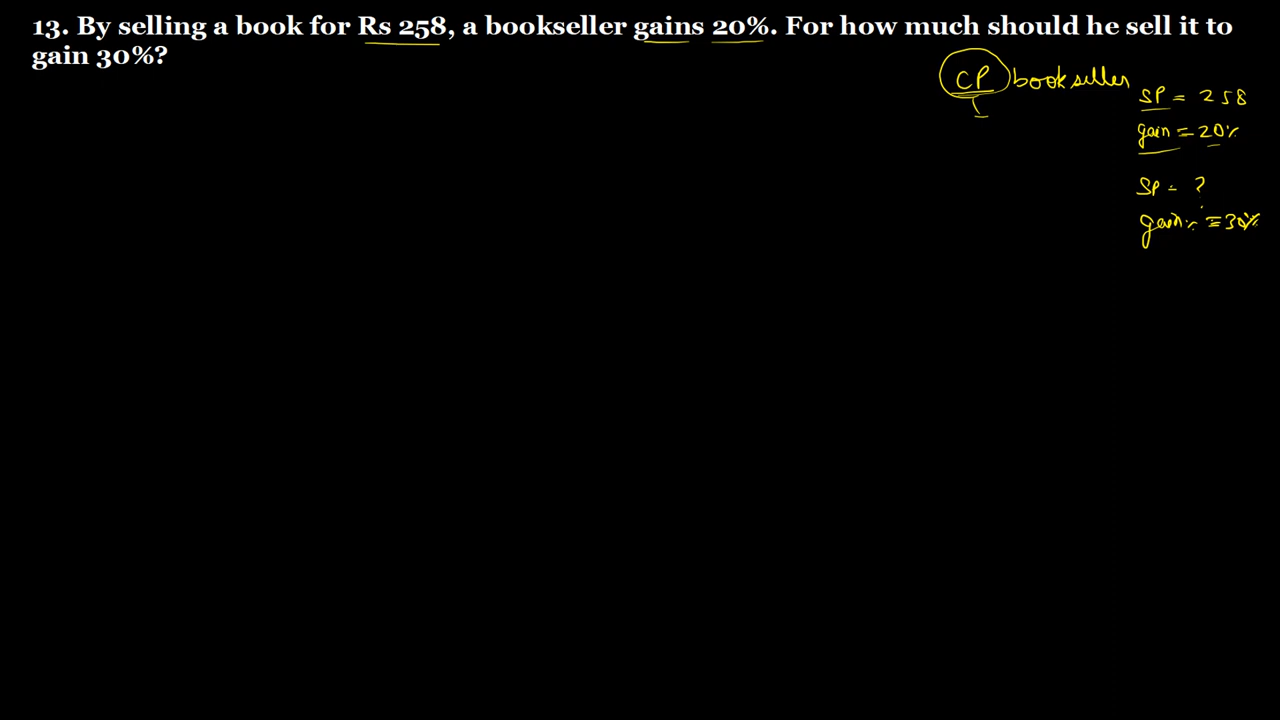 13. By selling a book for Rs 258, a bookseller gains 20%. For how much should he sell it to
gain 30%?
CP bookseller
SP = 258
gain = 20%
SP = ?
gain% = 30%